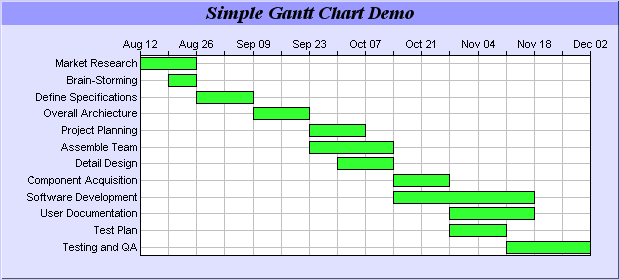 Simple Gantt Chart Demo
Aug 12 Aug 26 Sep 09 Sep 23 Oct 07 Oct 21 Nov 04 Nov 18 Dec 02
Market Research
Brain-Storming
Define Specifications
Overall Archiecture
Project Planning
Assemble Team
Detail Design
Component Acquisition
Software Development
User Documentation
Test Plan
Testing and QA